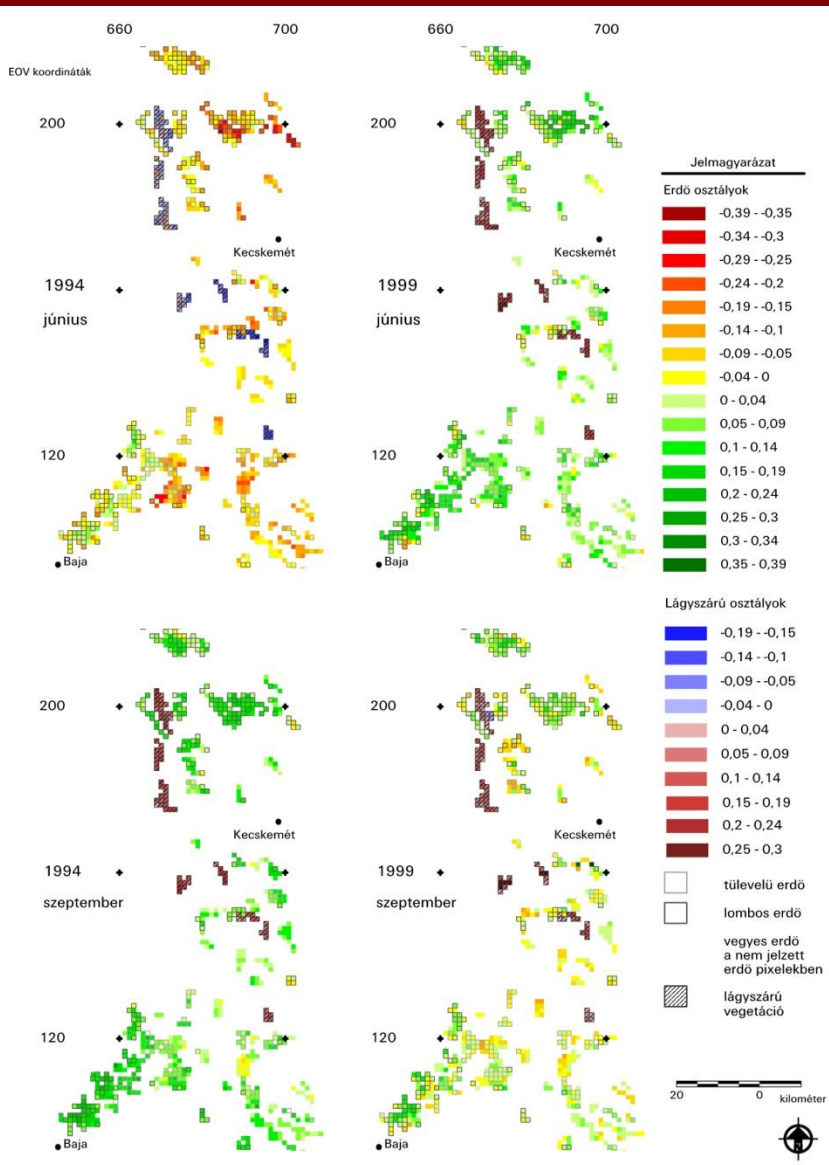 660 700
EOV koordináták
200
Kecskemét
1994
június
120
Baja
660 700
200
Kecskemét
1999
június
120
Baja
200
Kecskemét
1994
szeptember
120
Baja
200
Kecskemét
1999
szeptember
120
Baja
Jelmagyarázat
Erdö osztályok
-0,39 - -0,35
-0,34 - -0,3
-0,29 - -0,25
-0,24 - -0,2
-0,19 - -0,15
-0,14 - -0,1
-0,09 - -0,05
-0,04 - 0
0 - 0,04
0,05 - 0,09
0,1 - 0,14
0,15 - 0,19
0,2 - 0,24
0,25 - 0,3
0,3 - 0,34
0,35 - 0,39
Lágyszárú osztályok
-0,19 - -0,15
-0,14 - -0,1
-0,09 - -0,05
-0,04 - 0
0 - 0,04
0,05 - 0,09
0,1 - 0,14
0,15 - 0,19
0,2 - 0,24
0,25 - 0,3
tülevelü erdö
lombos erdö
vegyes erdö
a nem jelzett
erdö pixelekben
lágyszárú
vegetáció
20 0 kilométer